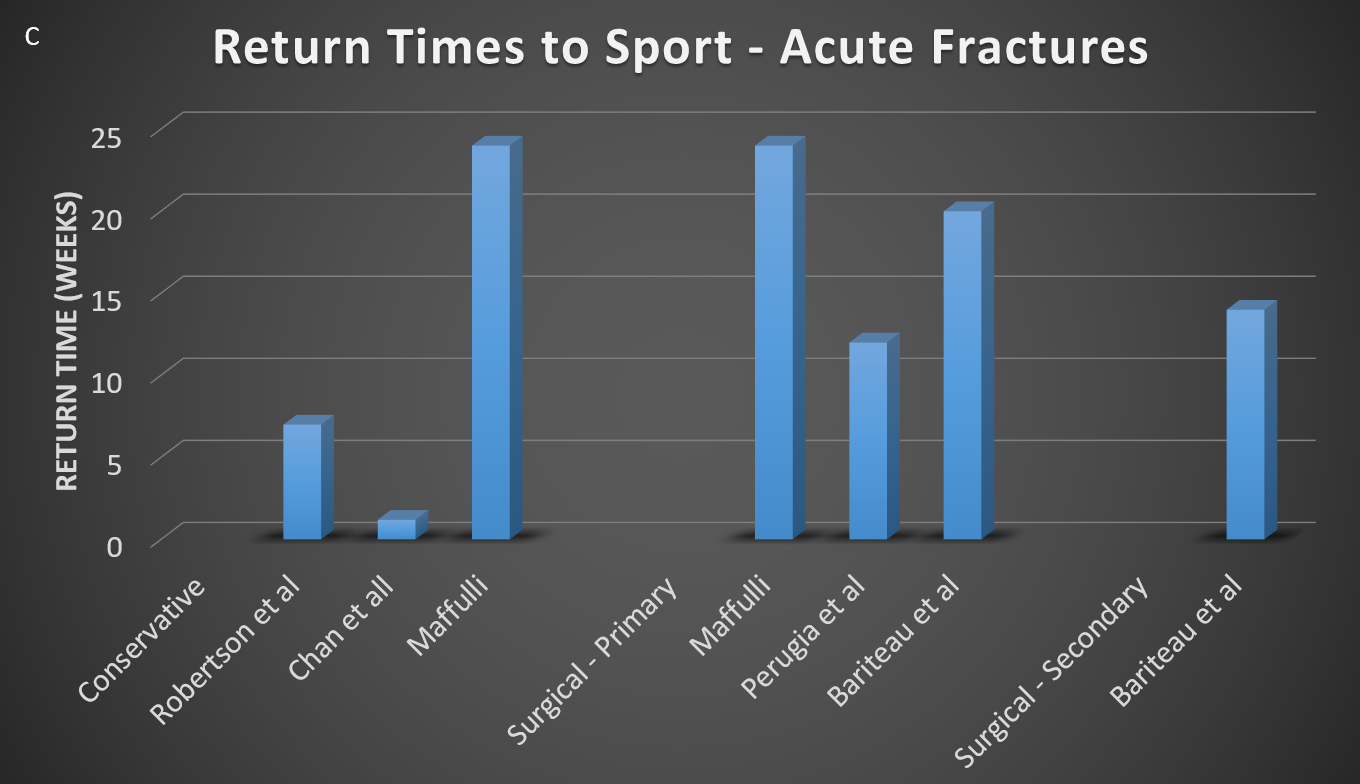 C
Return Times to Sport - Acute Fractures
RETURN TIME (WEEKS)
25
20
15
10
5
0
Conservative
Robertson et al
Chan et all
Maffulli
Surgical - Primary
Maffulli
Perugia et al
Bariteau et al
Surgical - Secondary
Bariteau et al